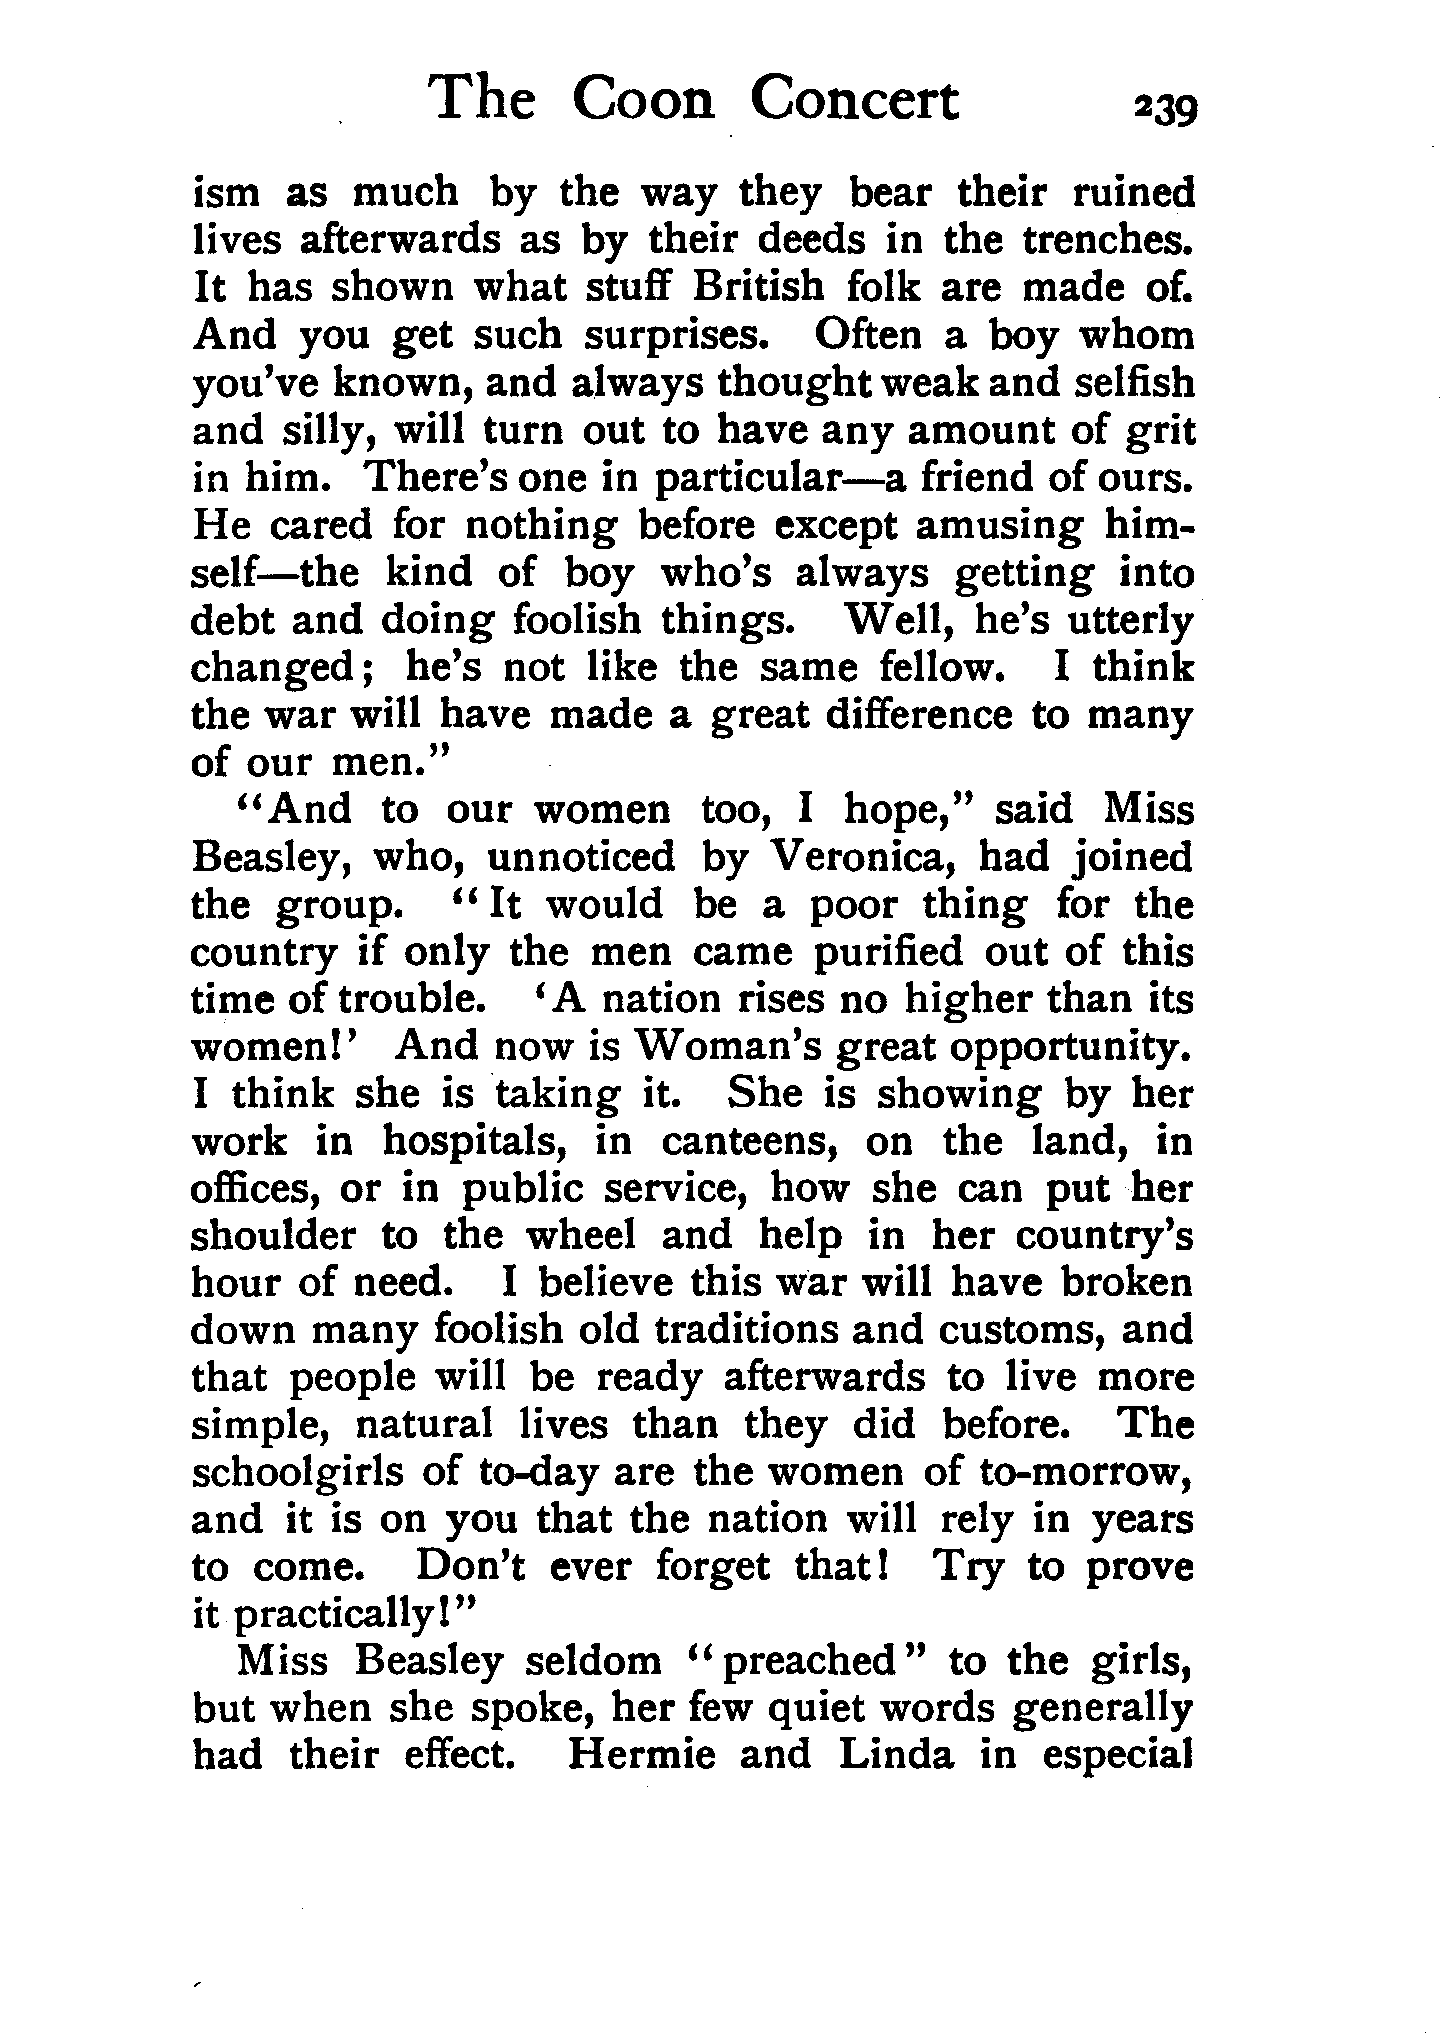 The Coon Concert 239
ism as much by the way they bear their ruined
lives afterwards as by their deeds in the trenches.
It has shown what stuff British folk are made of.
And you get such surprises. Often a boy whom
you've known, and always thought weak and selfish
and silly, will turn out to have any amount of grit
in him. There's one in particular—a friend of ours.
He cared for nothing before except amusing him-
self—the kind of boy who's always getting into
debt and doing foolish things. Well, he's utterly
changed; he's not like the same fellow. I think
the war will have made a great difference to many
of our men."
"And to our women too, I hope," said Miss
Beasley, who, unnoticed by Veronica, had joined
the group. "It would be a poor thing for the
country if only the men came purified out of this
time of trouble. 'A nation rises no higher than its
women!' And now is Woman's great opportunity.
I think she is taking it. She is showing by her
work in hospitals, in canteens, on the land, in
offices, or in public service, how she can put her
shoulder to the wheel and help in her country's
hour of need. I believe this war will have broken
down many foolish old traditions and customs, and
that people will be ready afterwards to live more
simple, natural lives than they did before. The
schoolgirls of to-day are the women of to-morrow,
and it is on you that the nation will rely in years
to come. Don't ever forget that! Try to prove
it practically!"
Miss Beasley seldom "preached" to the girls,
but when she spoke, her few quiet words generally
had their effect. Hermie and Linda in especial